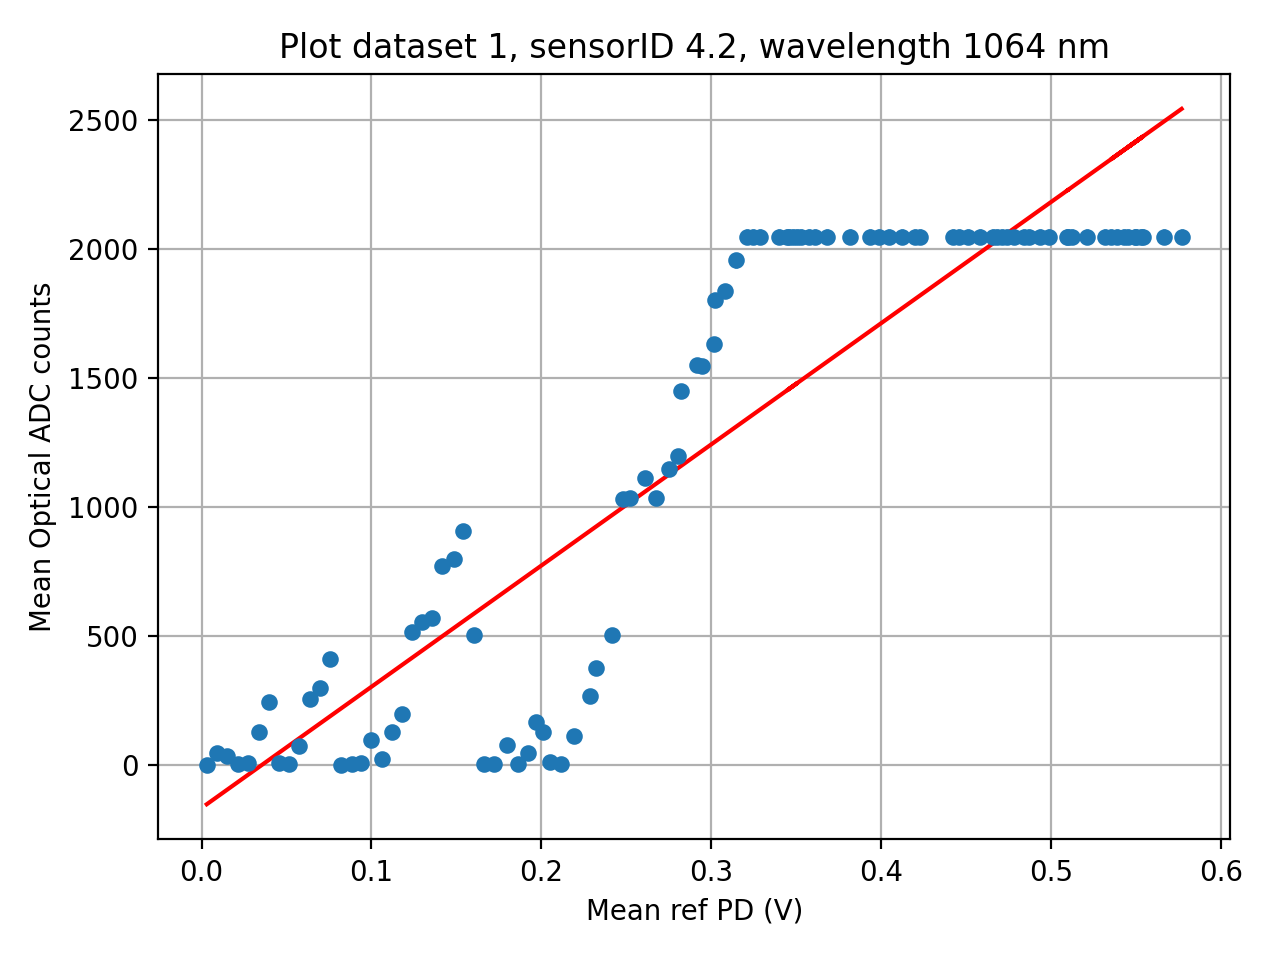 Plot dataset 1, sensorID 4.2, wavelength 1064 nm
Mean Optical ADC counts
2500
2000
1500
1000
500
0
0.0 0.1 0.2 0.3 0.4 0.5 0.6
Mean ref PD (V)